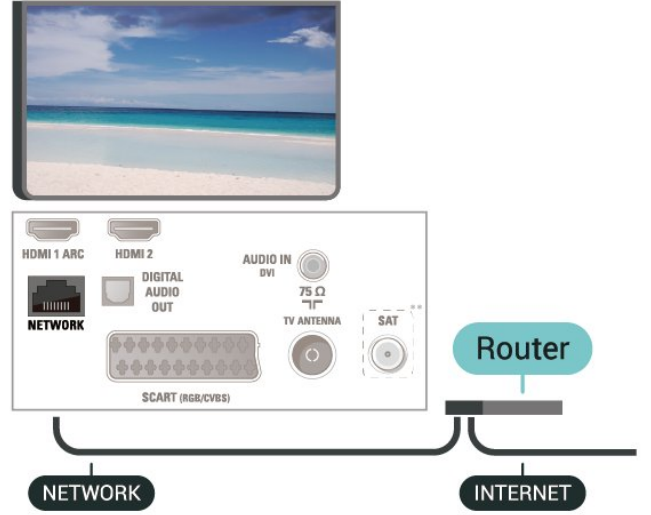 HDMI 1 ARC
HDMI 2
NETWORK
DIGITAL
AUDIO
OUT
AUDIO IN
DVI
75 Ω
TV ANTENNA
SAT
**
SCART (RGB/CVBS)
Router
NETWORK
INTERNET